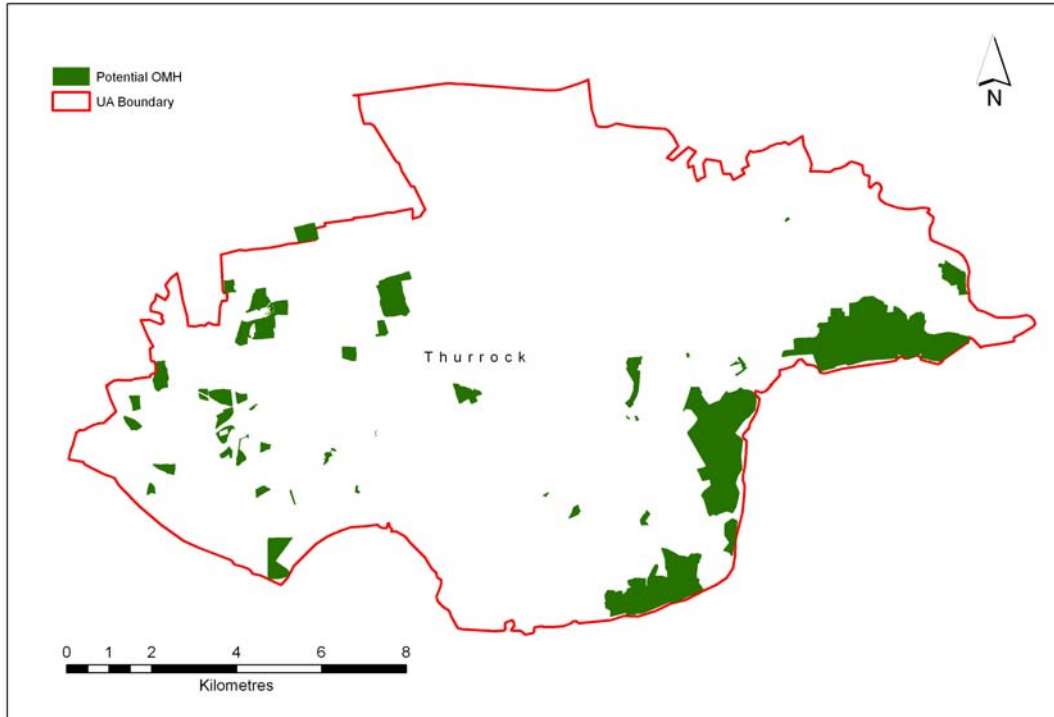 Potential OMH
UA Boundary
N
Thurrock
0 1 2 4 6 8
Kilometres